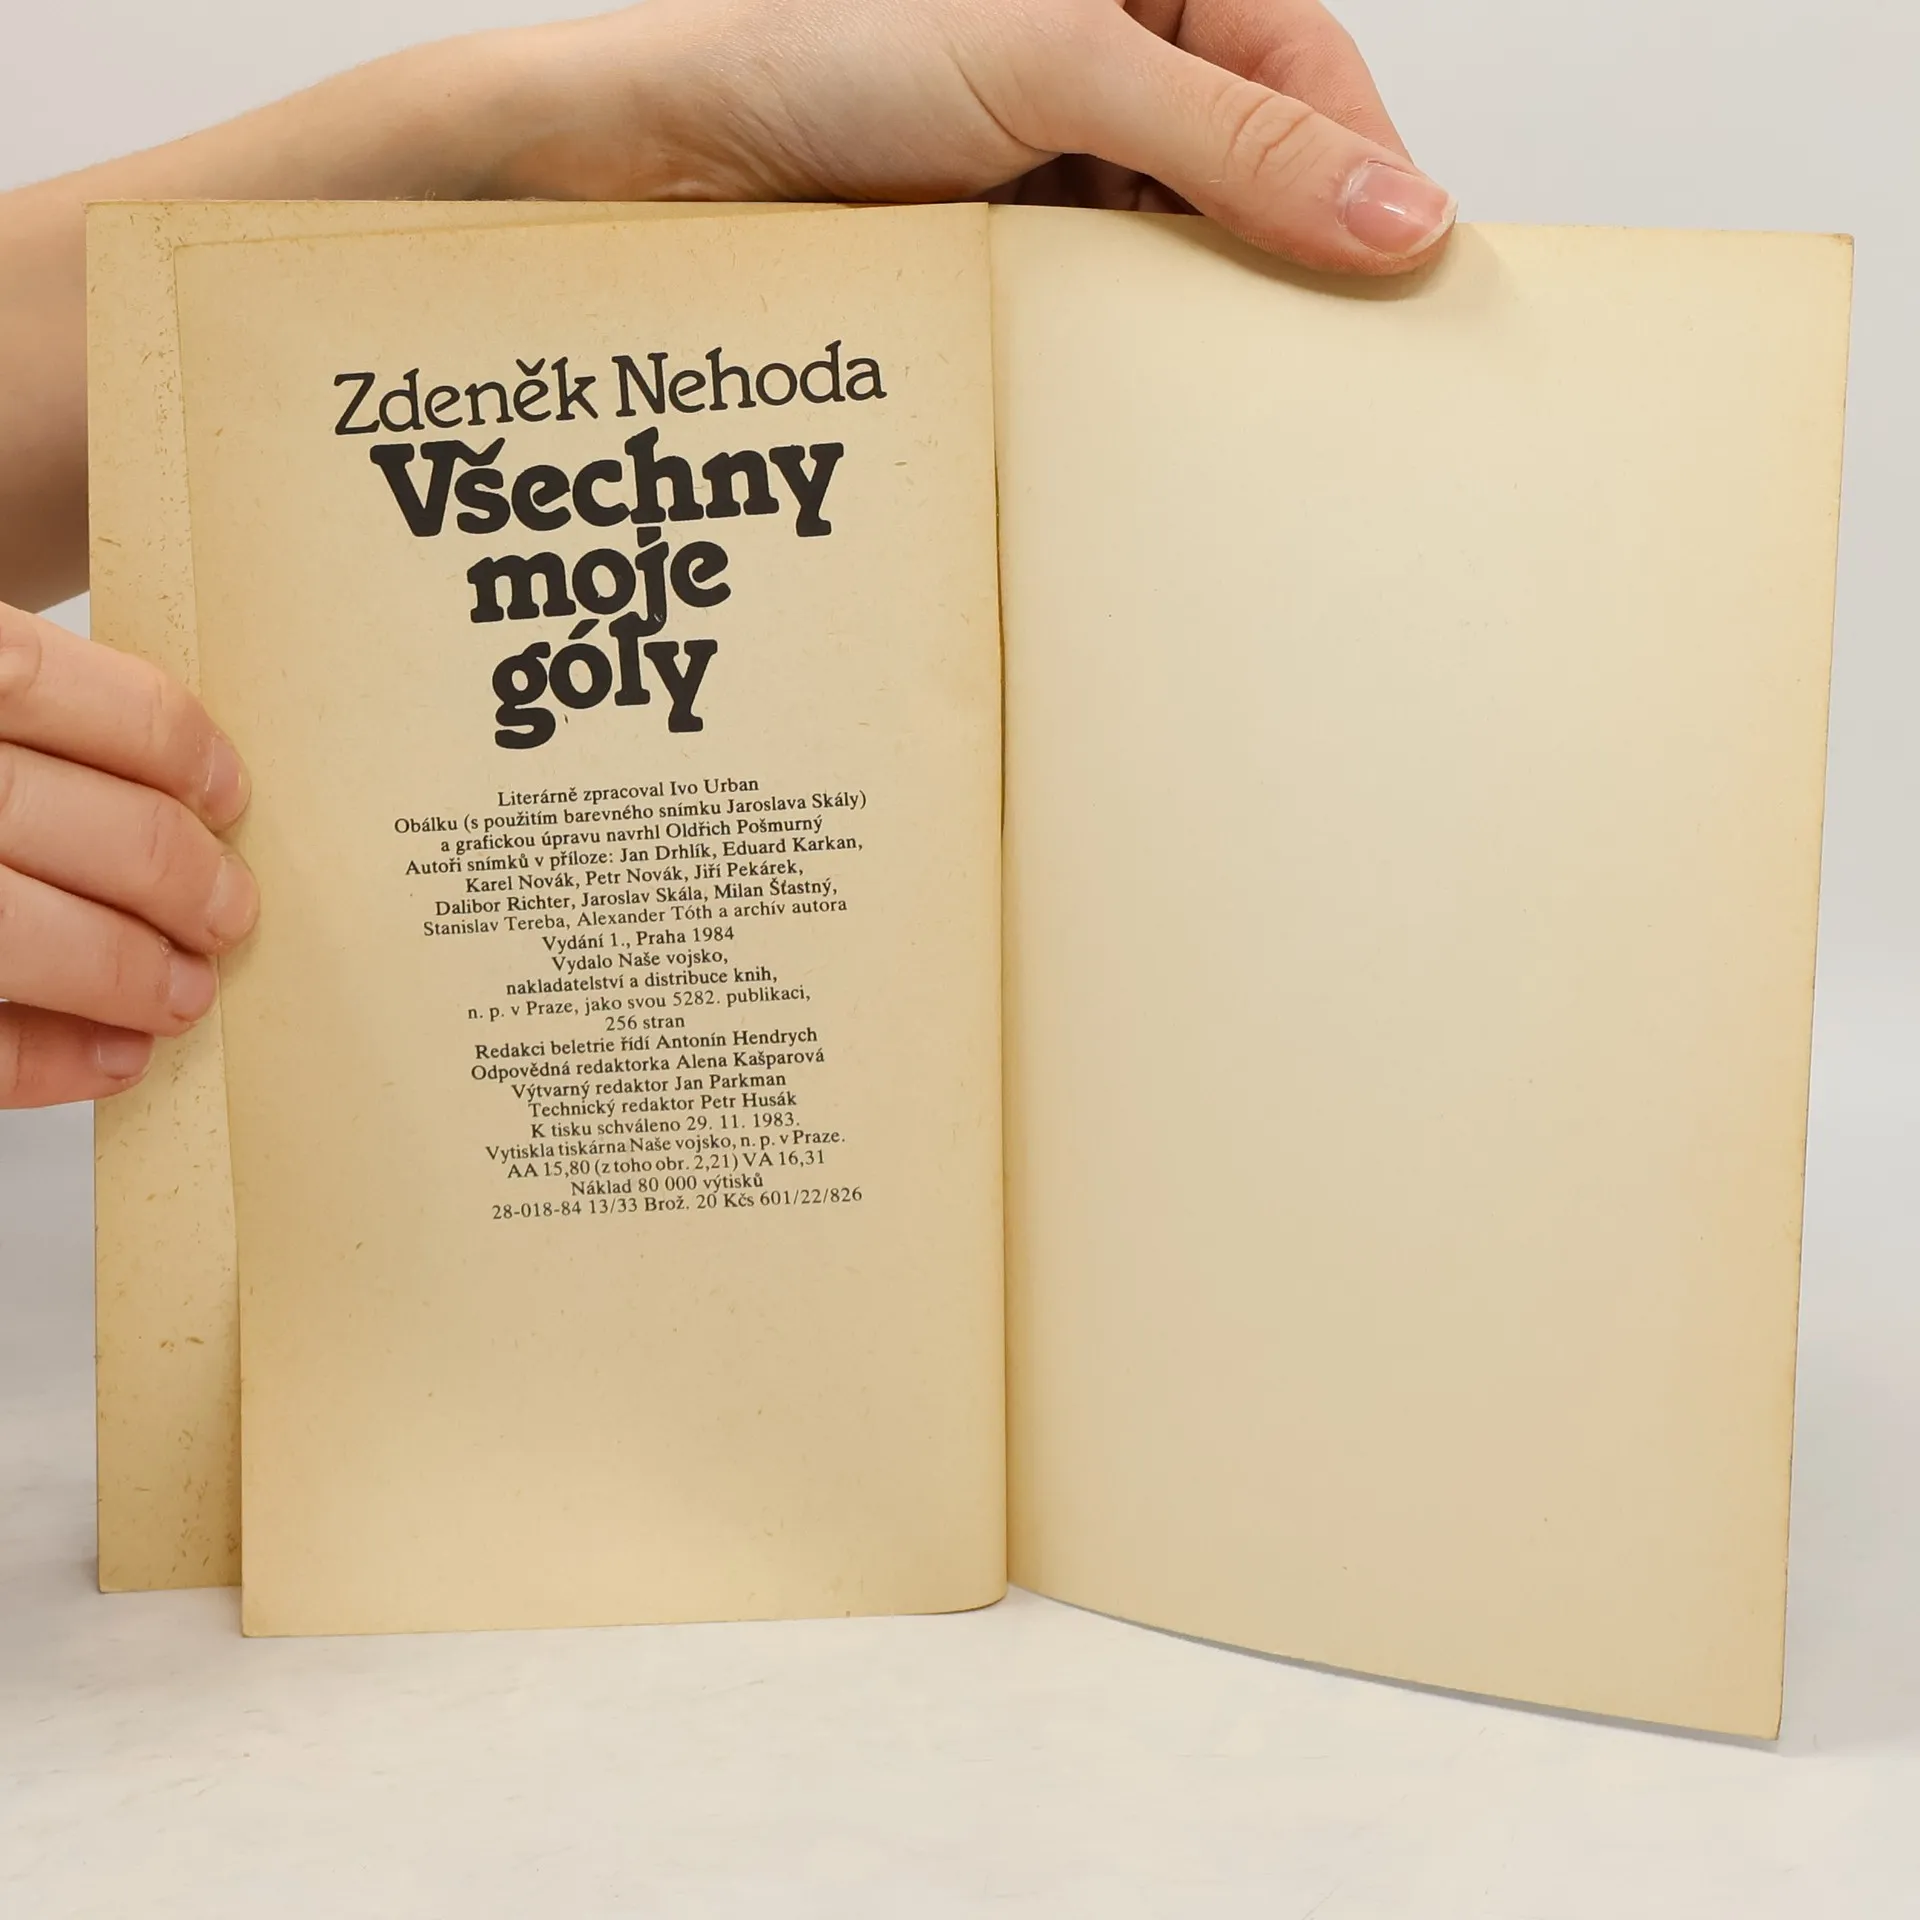 Zdeněk Nehoda
Všechny
moje
góly
Literárně zpracoval Ivo Urban
Obálku (s použitím barevného snímku Jaroslava Skály)
a grafickou úpravu navrhl Oldřich Pošmurný
Autoři snímků v příloze: Jan Drhlík, Eduard Karkan,
Karel Novák, Petr Novák, Jiří Pekárek,
Dalibor Richter, Jaroslav Skála, Milan Šťastný,
Stanislav Tereba, Alexander Tóth a archív autora
Vydání 1., Praha 1984
Vydalo Naše vojsko,
nakladatelství a distribuce knih,
n. p. v Praze, jako svou 5282. publikaci,
256 stran
Redakci beletrie řídí Antonín Hendrych
Odpovědná redaktorka Alena Kašparová
Výtvarný redaktor Jan Parkman
Technický redaktor Petr Husák
K tisku schváleno 29. 11. 1983.
Vytiskla tiskárna Naše vojsko, n. p. v Praze.
AA 15,80 (z toho obr. 2,21) VA 16,31
Náklad 80 000 výtisků
28-018-84 13/33 Brož. 20 Kčs 601/22/826